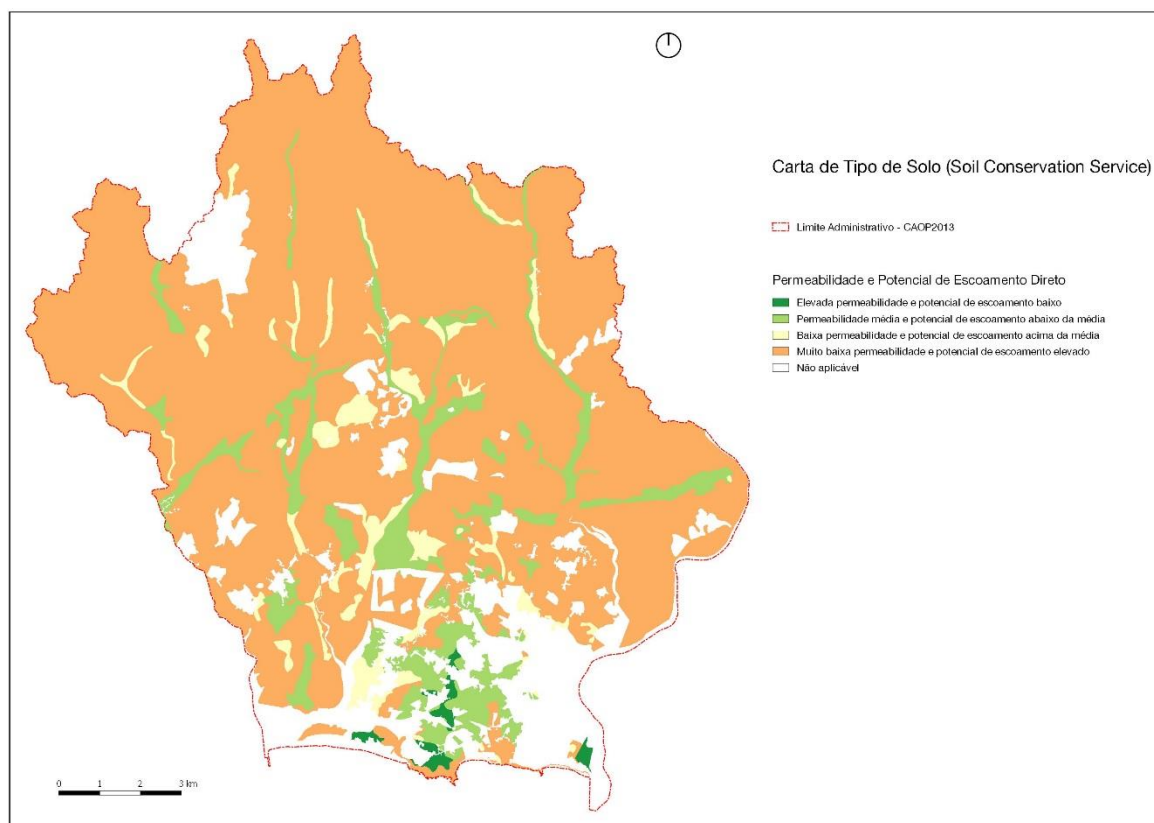 Carta de Tipo de Solo (Soil Conservation Service)
Limite Administrativo - CAOP2013
Permeabilidade e Potencial de Escoamento Direto
Elevada permeabilidade e potencial de escoamento baixo
Permeabilidade média e potencial de escoamento abaixo da média
Baixa permeabilidade e potencial de escoamento acima da média
Muito baixa permeabilidade e potencial de escoamento elevado
Não aplicável
0 1 2 3 km